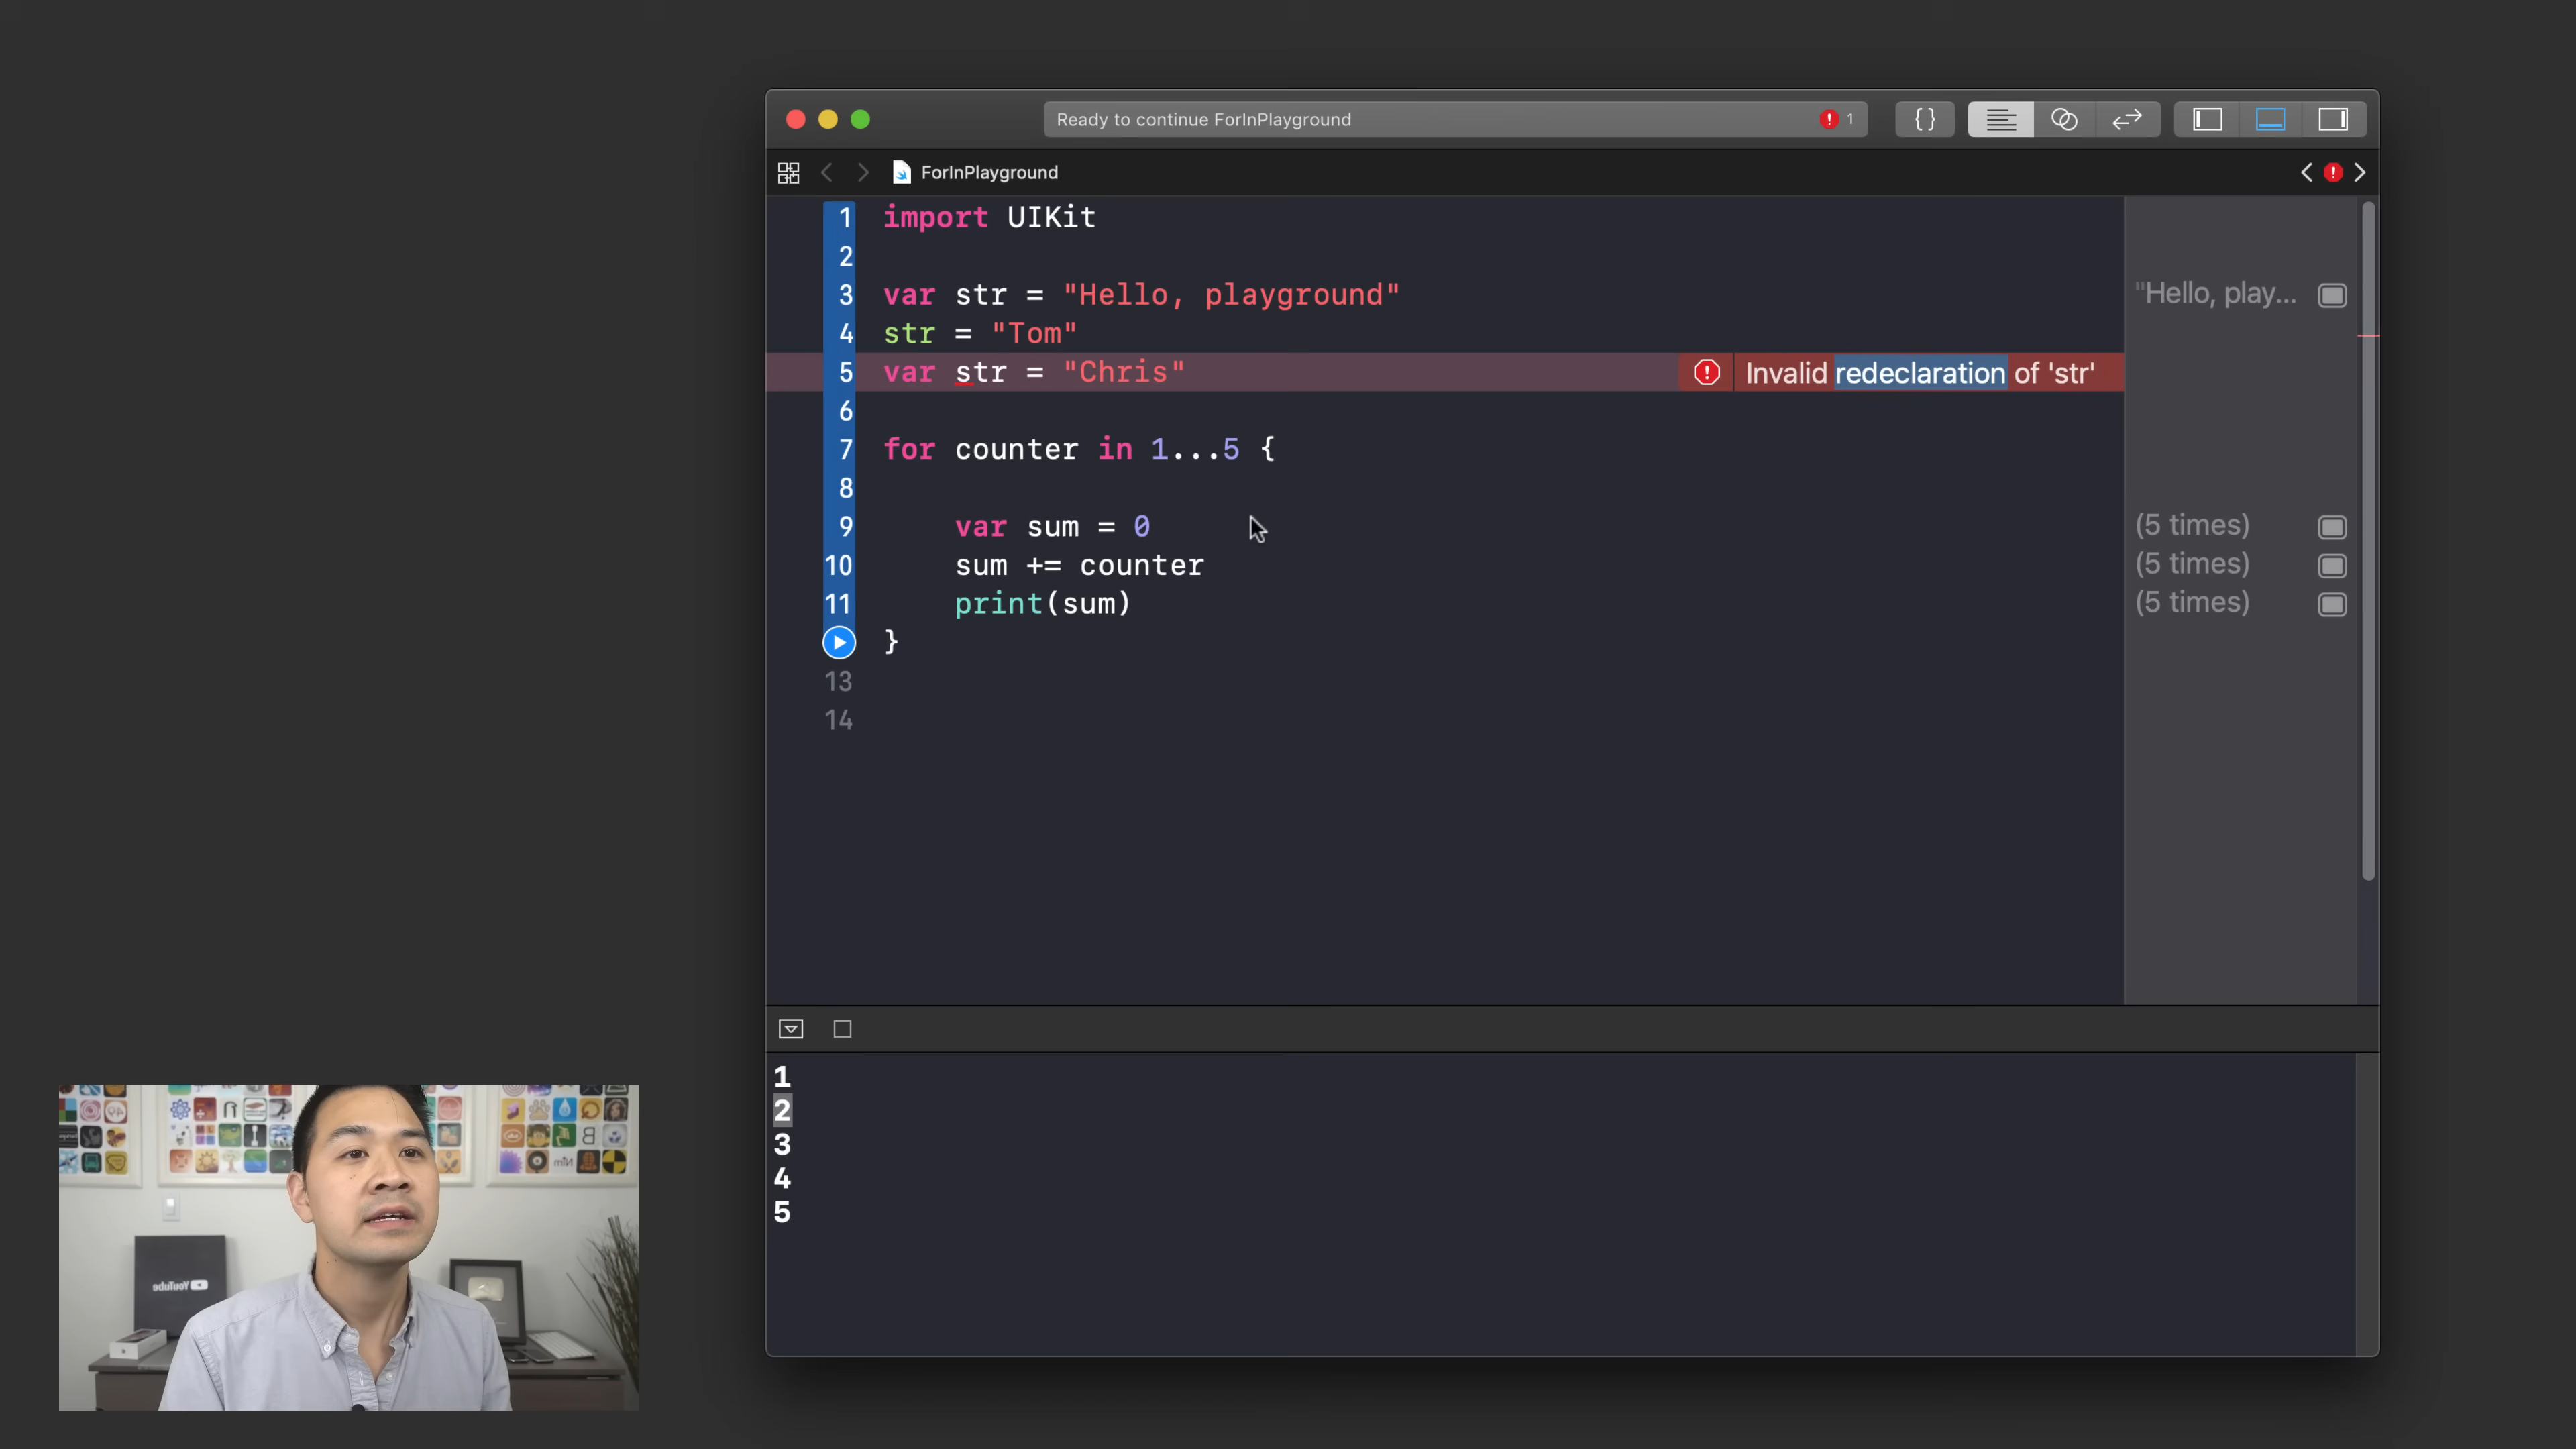 Ready to continue ForInPlayground
1
{ }
ForInPlayground
1 import UIKit
2
3 var str = "Hello, playground"
"Hello, play...
4 str = "Tom"
5 var str = "Chris"
Invalid redeclaration of 'str'
6
7 for counter in 1...5 {
8
9 var sum = 0
(5 times)
10 sum += counter
(5 times)
11 print(sum)
(5 times)
}
13
14
1
2
3
4
5
YouTube